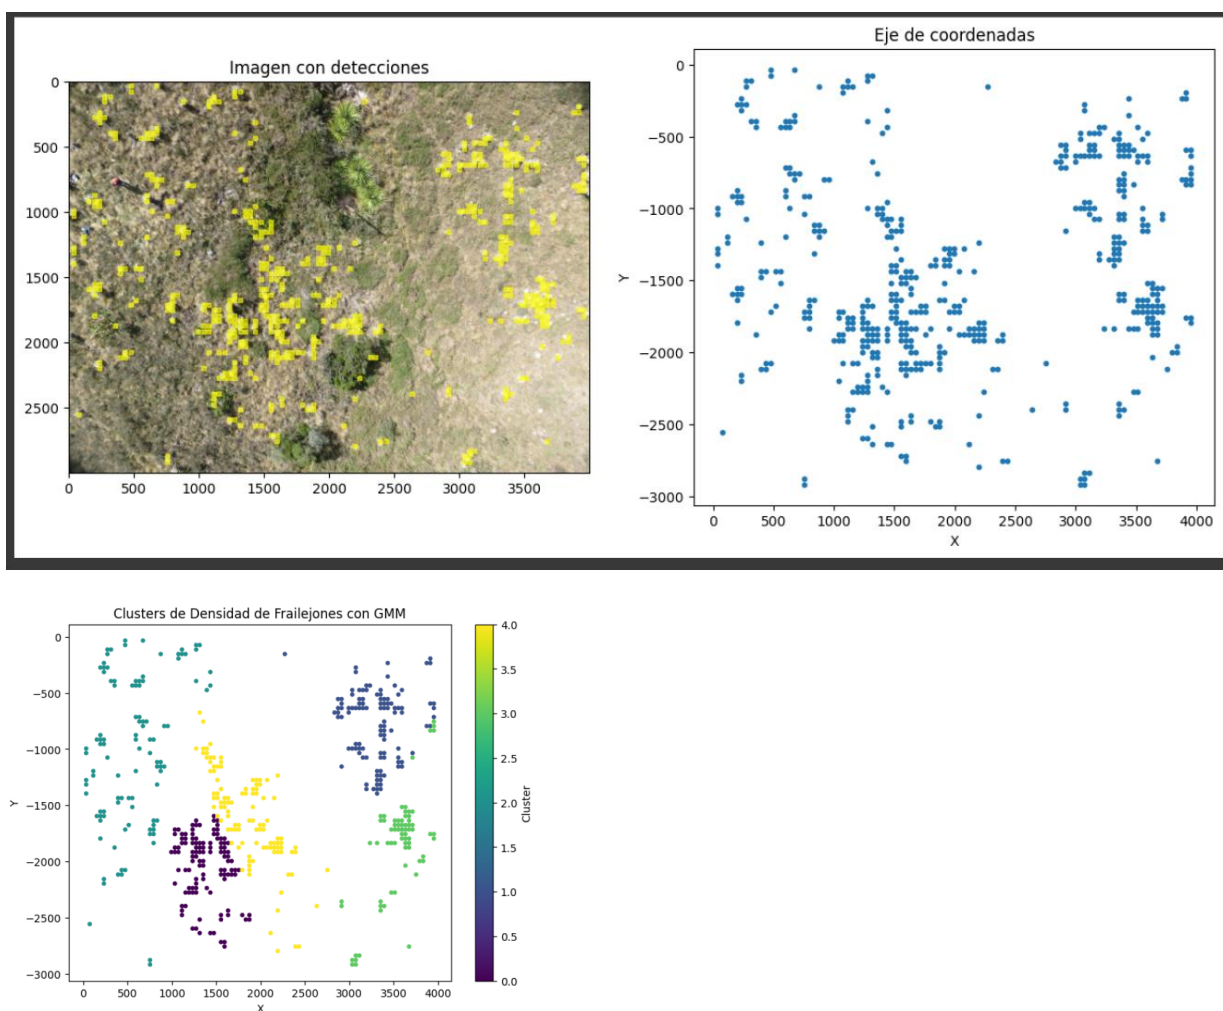 Imagen con detecciones
0
500
1000
1500
2000
2500
0 500 1000 1500 2000 2500 3000 3500
Eje de coordenadas
0
−500
−1000
−1500
−2000
−2500
−3000
Y
0 500 1000 1500 2000 2500 3000 3500 4000
X
Clusters de Densidad de Frailejones con GMM
0
−500
−1000
−1500
−2000
−2500
−3000
Y
0 500 1000 1500 2000 2500 3000 3500 4000
X
4.0
3.5
3.0
2.5
2.0
1.5
1.0
0.5
0.0
Cluster